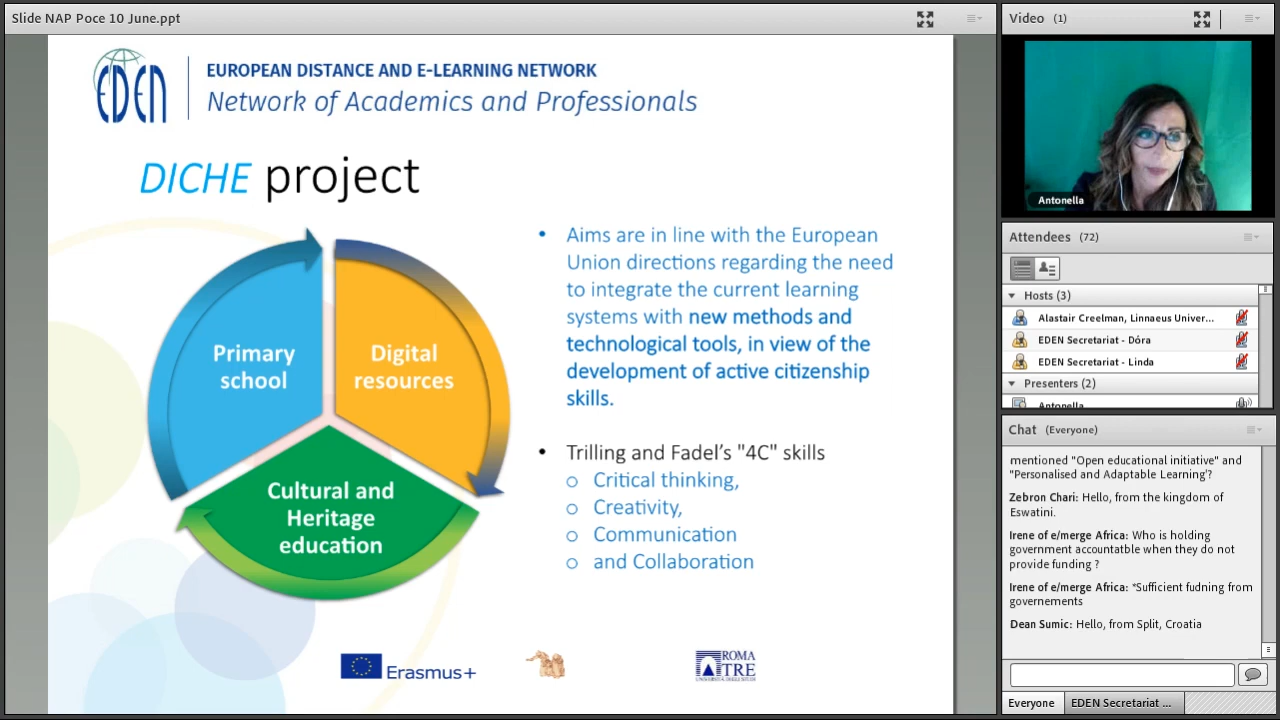 Slide NAP Poce 10 June.ppt
EDEN
EUROPEAN DISTANCE AND E-LEARNING NETWORK
Network of Academics and Professionals
DICHE project
Primary
school
Digital
resources
Cultural and
Heritage
education
• Aims are in line with the European
Union directions regarding the need
to integrate the current learning
systems with new methods and
technological tools, in view of the
development of active citizenship
skills.
• Trilling and Fadel’s "4C" skills
o Critical thinking,
o Creativity,
o Communication
o and Collaboration
Erasmus+
ROMA
TRE
UNIVERSITÀ DEGLI STUDI
Video (1)
Antonella
Attendees (72)
Hosts (3)
Alastair Creelman, Linnaeus Univer...
EDEN Secretariat - Dóra
EDEN Secretariat - Linda
Presenters (2)
Antonella
Chat (Everyone)
mentioned "Open educational initiative" and
"Personalised and Adaptable Learning'?
Zebron Chari: Hello, from the kingdom of
Eswatini.
Irene of e/merge Africa: Who is holding
government accountable when they do not
provide funding ?
Irene of e/merge Africa: *Sufficient fudning from
governements
Dean Sumic: Hello, from Split, Croatia
Everyone
EDEN Secretariat ...